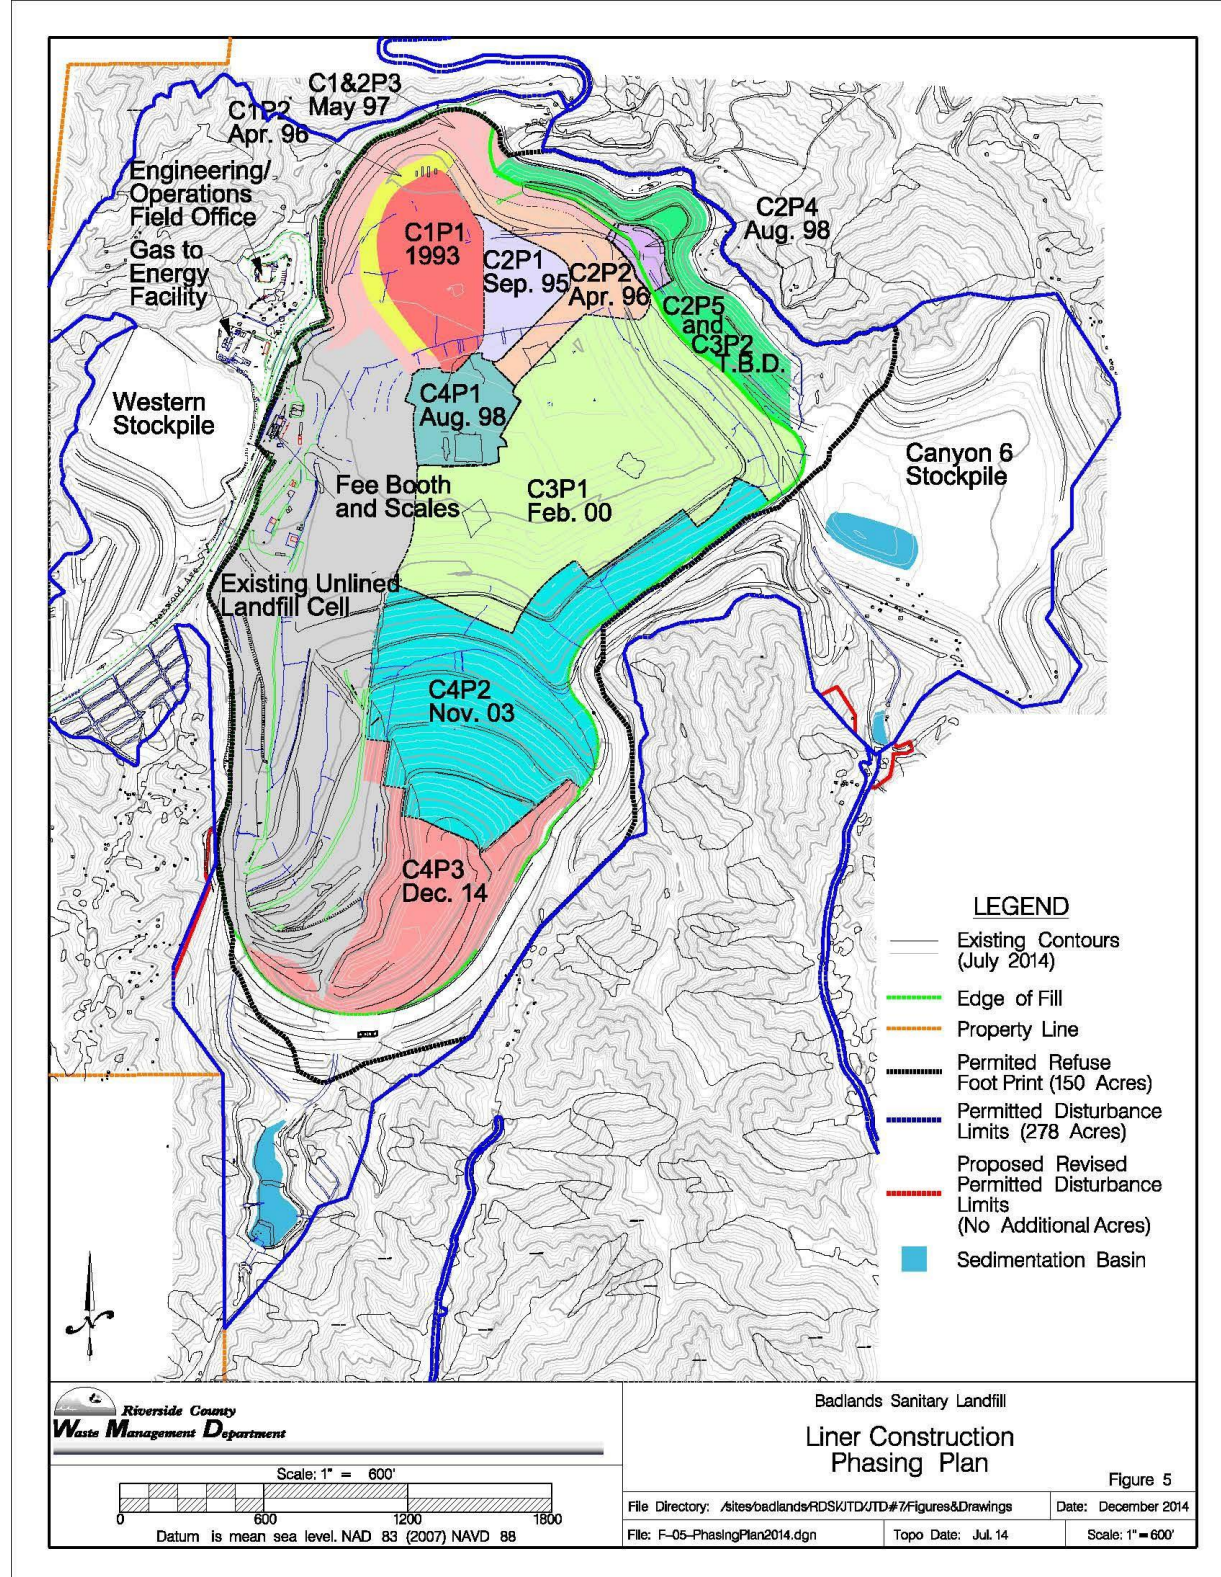 C1&2P3
May 97
C1P2
Apr. 96
Engineering/
Operations
Field Office
Gas to
Energy
Facility
C1P1
1993
C2P1
Sep. 95
C2P2
Apr. 96
C2P4
Aug. 98
C2P5
and
C3P2
T.B.D.
Western
Stockpile
C4P1
Aug. 98
Fee Booth
and Scales
C3P1
Feb. 00
Canyon 6
Stockpile
Ironwood Ave
Existing Unlined
Landfill Cell
C4P2
Nov. 03
C4P3
Dec. 14
LEGEND
Existing Contours
(July 2014)
Edge of Fill
Property Line
Permited Refuse
Foot Print (150 Acres)
Permitted Disturbance
Limits (278 Acres)
Proposed Revised
Permitted Disturbance
Limits
(No Additional Acres)
Sedimentation Basin
N
Riverside County
Waste Management Department
Scale: 1" = 600'
0 600 1200 1800
Datum is mean sea level. NAD 83 (2007) NAVD 88
Badlands Sanitary Landfill
Liner Construction
Phasing Plan
Figure 5
File Directory: /sites/badlands/RDSI/JTD/JTD#7/Figures&Drawings
Date: December 2014
File: F-05-PhasingPlan2014.dgn
Topo Date: Jul. 14
Scale: 1" = 600'